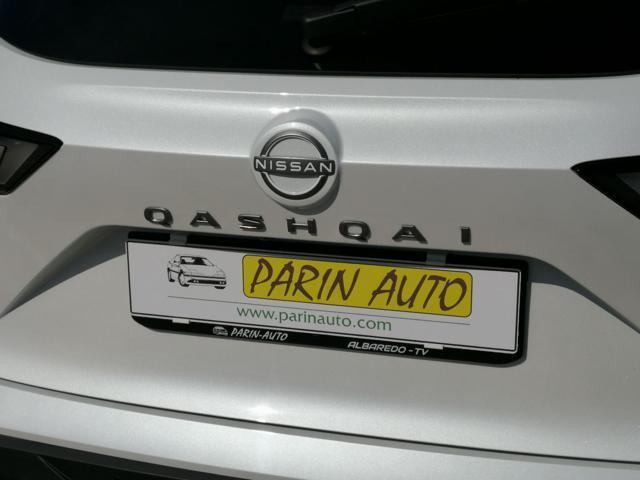 NISSAN
QASHQAI
PARIN AUTO
www.parinauto.com
PARIN-AUTO ALBAREDO - TV